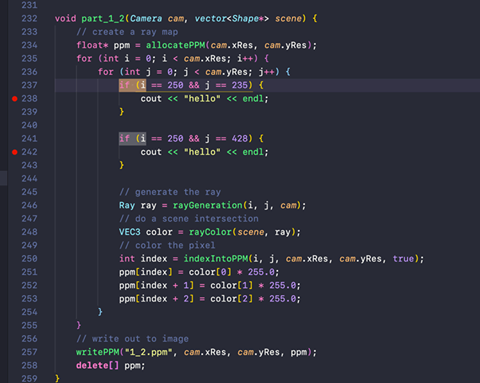 231
232 void part_1_2(Camera cam, vector<Shape*> scene) {
233 // create a ray map
234 float* ppm = allocatePPM(cam.xRes, cam.yRes);
235 for (int i = 0; i < cam.xRes; i++) {
236 for (int j = 0; j < cam.yRes; j++) {
237 if (i == 250 && j == 235) {
238 cout << "hello" << endl;
239 }
240
241 if (i == 250 && j == 428) {
242 cout << "hello" << endl;
243 }
244
245 // generate the ray
246 Ray ray = rayGeneration(i, j, cam);
247 // do a scene intersection
248 VEC3 color = rayColor(scene, ray);
249 // color the pixel
250 int index = indexIntoPPM(i, j, cam.xRes, cam.yRes, true);
251 ppm[index] = color[0] * 255.0;
252 ppm[index + 1] = color[1] * 255.0;
253 ppm[index + 2] = color[2] * 255.0;
254 }
255 }
256 // write out to image
257 writePPM("1_2.ppm", cam.xRes, cam.yRes, ppm);
258 delete[] ppm;
259 }